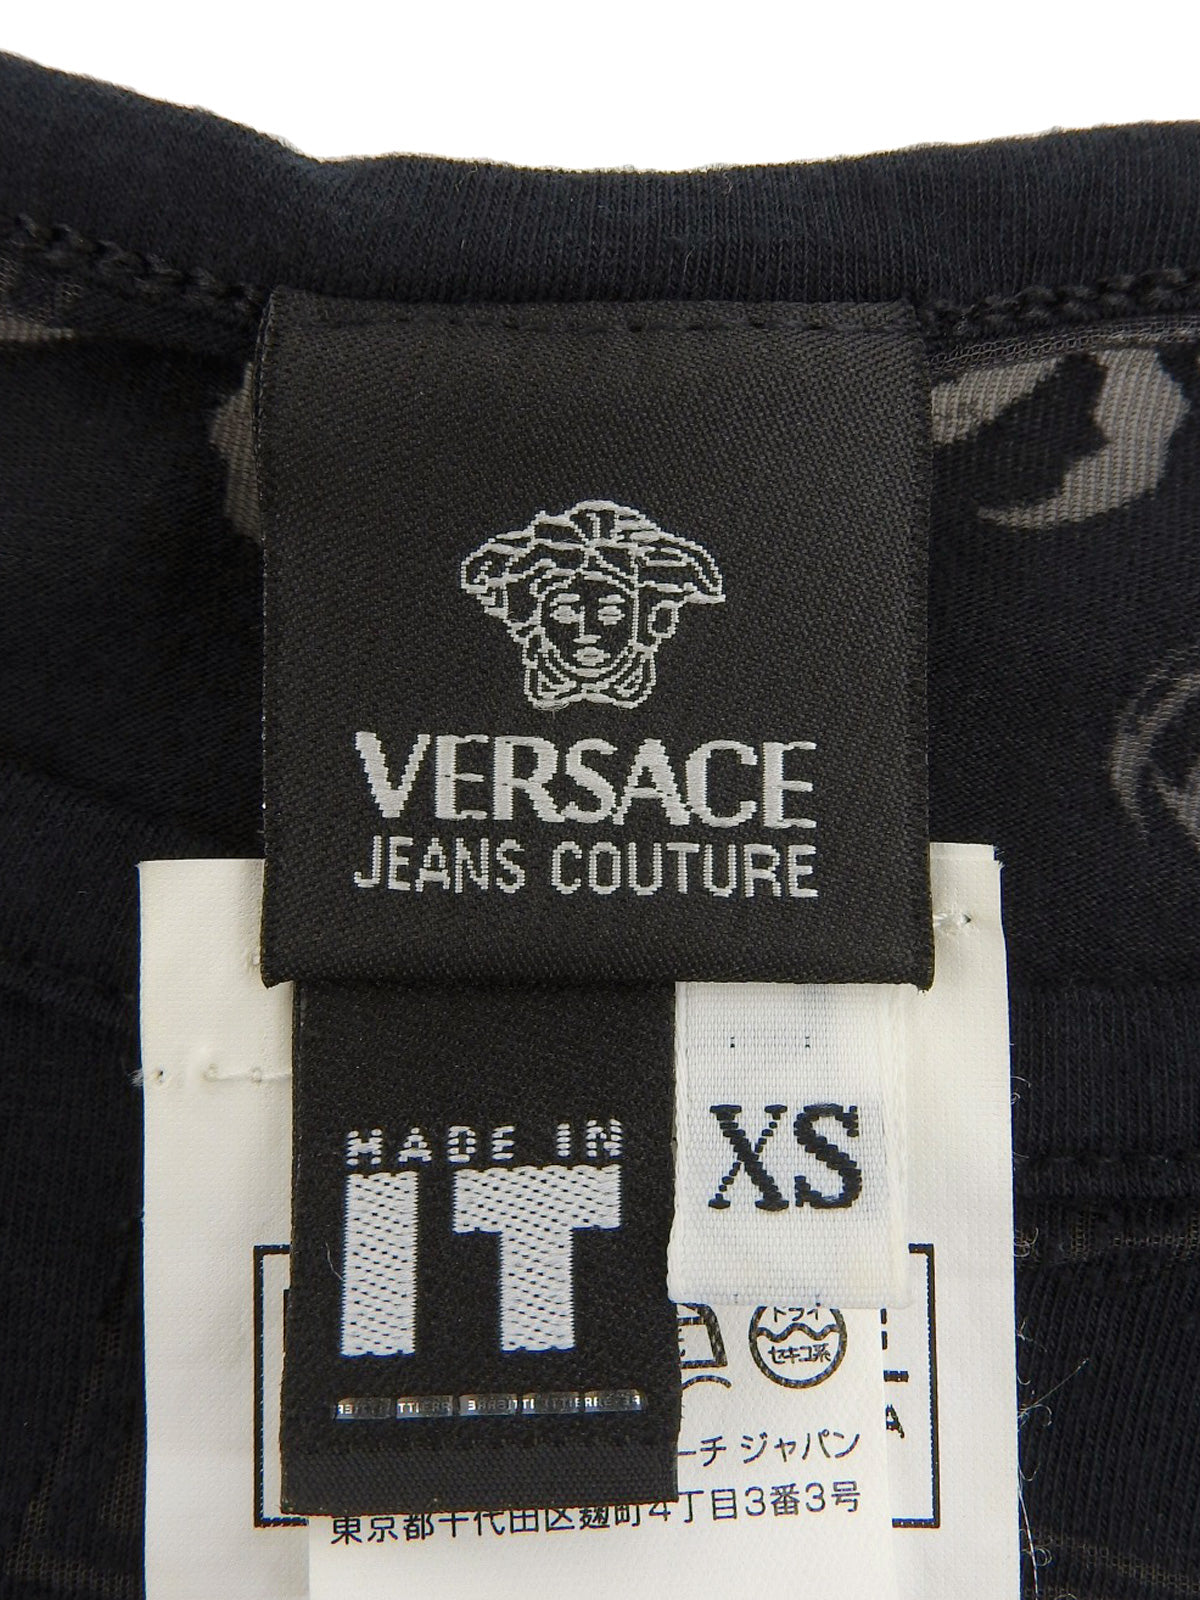 VERSACE
JEANS COUTURE
MADE IN
IT
XS
ドライ
セキユ系
A
ーチ ジャパン
東京都千代田区麹町4丁目3番3号